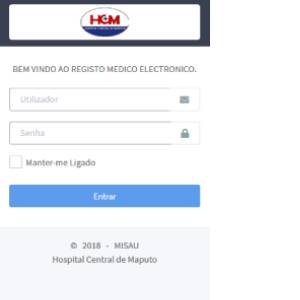 HCM
BEM VINDO AO REGISTO MEDICO ELECTRONICO.
Utilizador
Senha
Manter-me Ligado
Entrar
© 2018 - MISAU
Hospital Central de Maputo